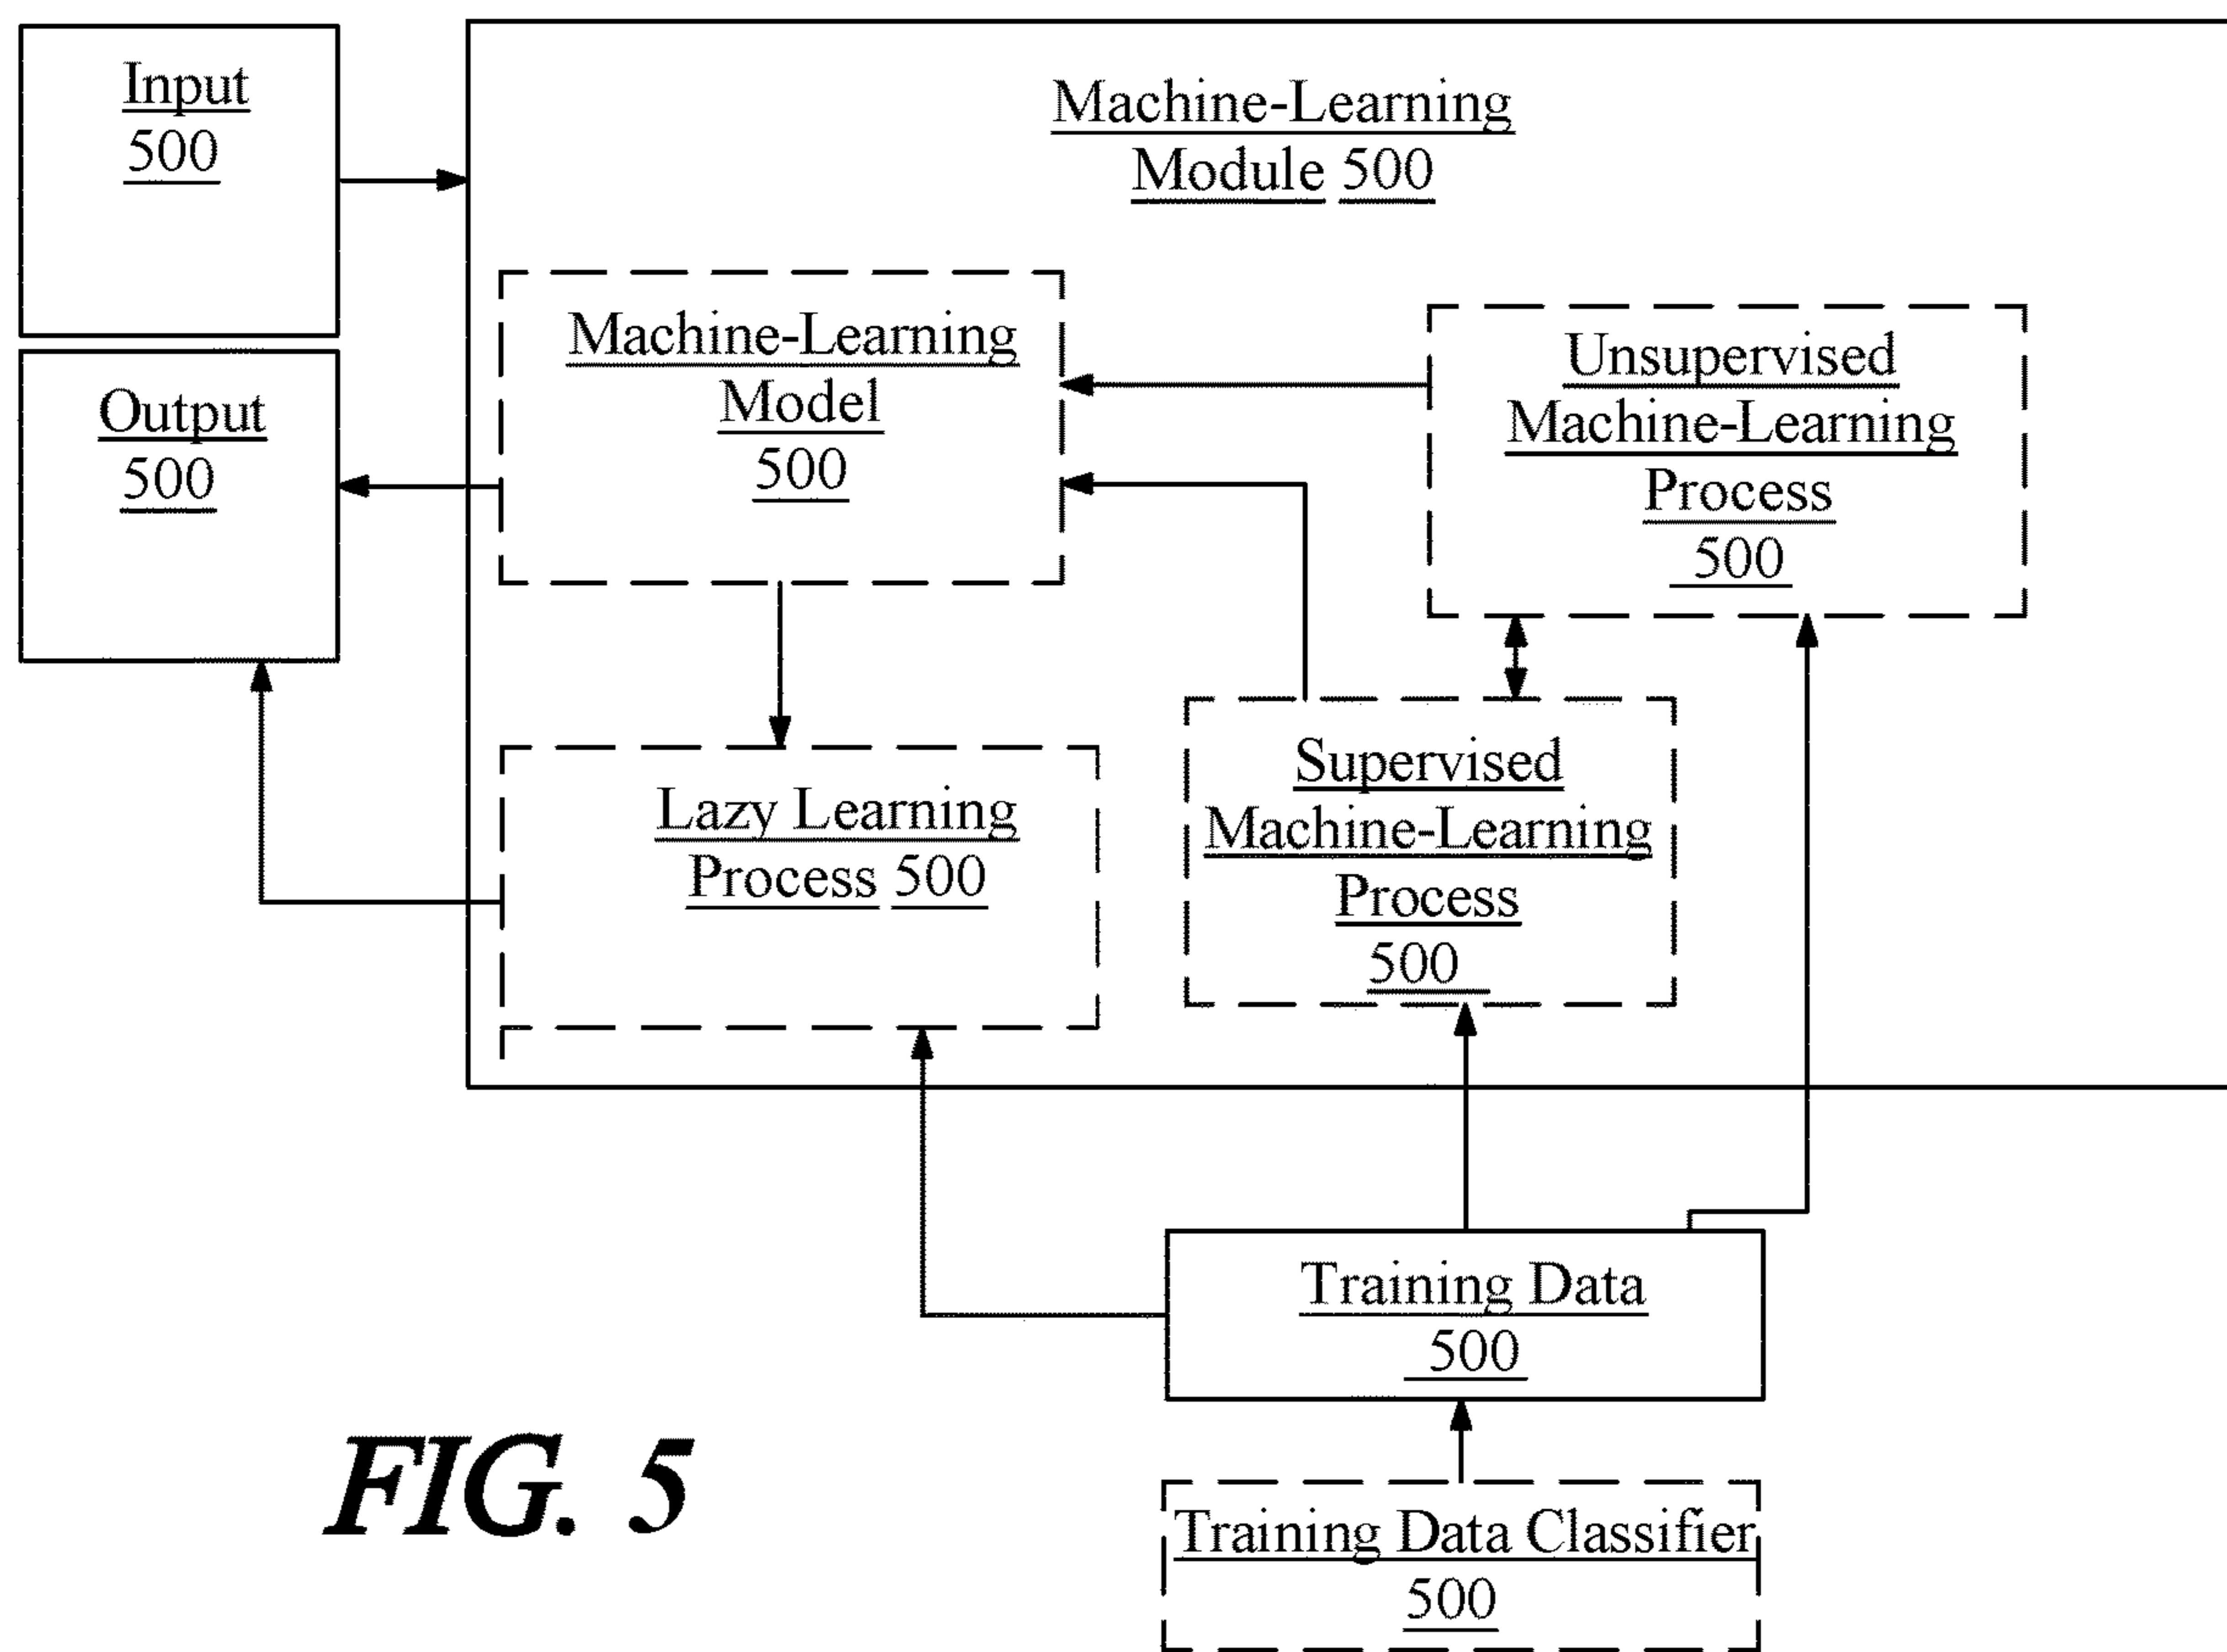 Input
500
Machine-Learning
Module 500
Output
500
Machine-Learning
Model
500
Unsupervised
Machine-Learning
Process
500
Lazy Learning
Process 500
Supervised
Machine-Learning
Process
500
Training Data
500
Training Data Classifier
500
FIG. 5